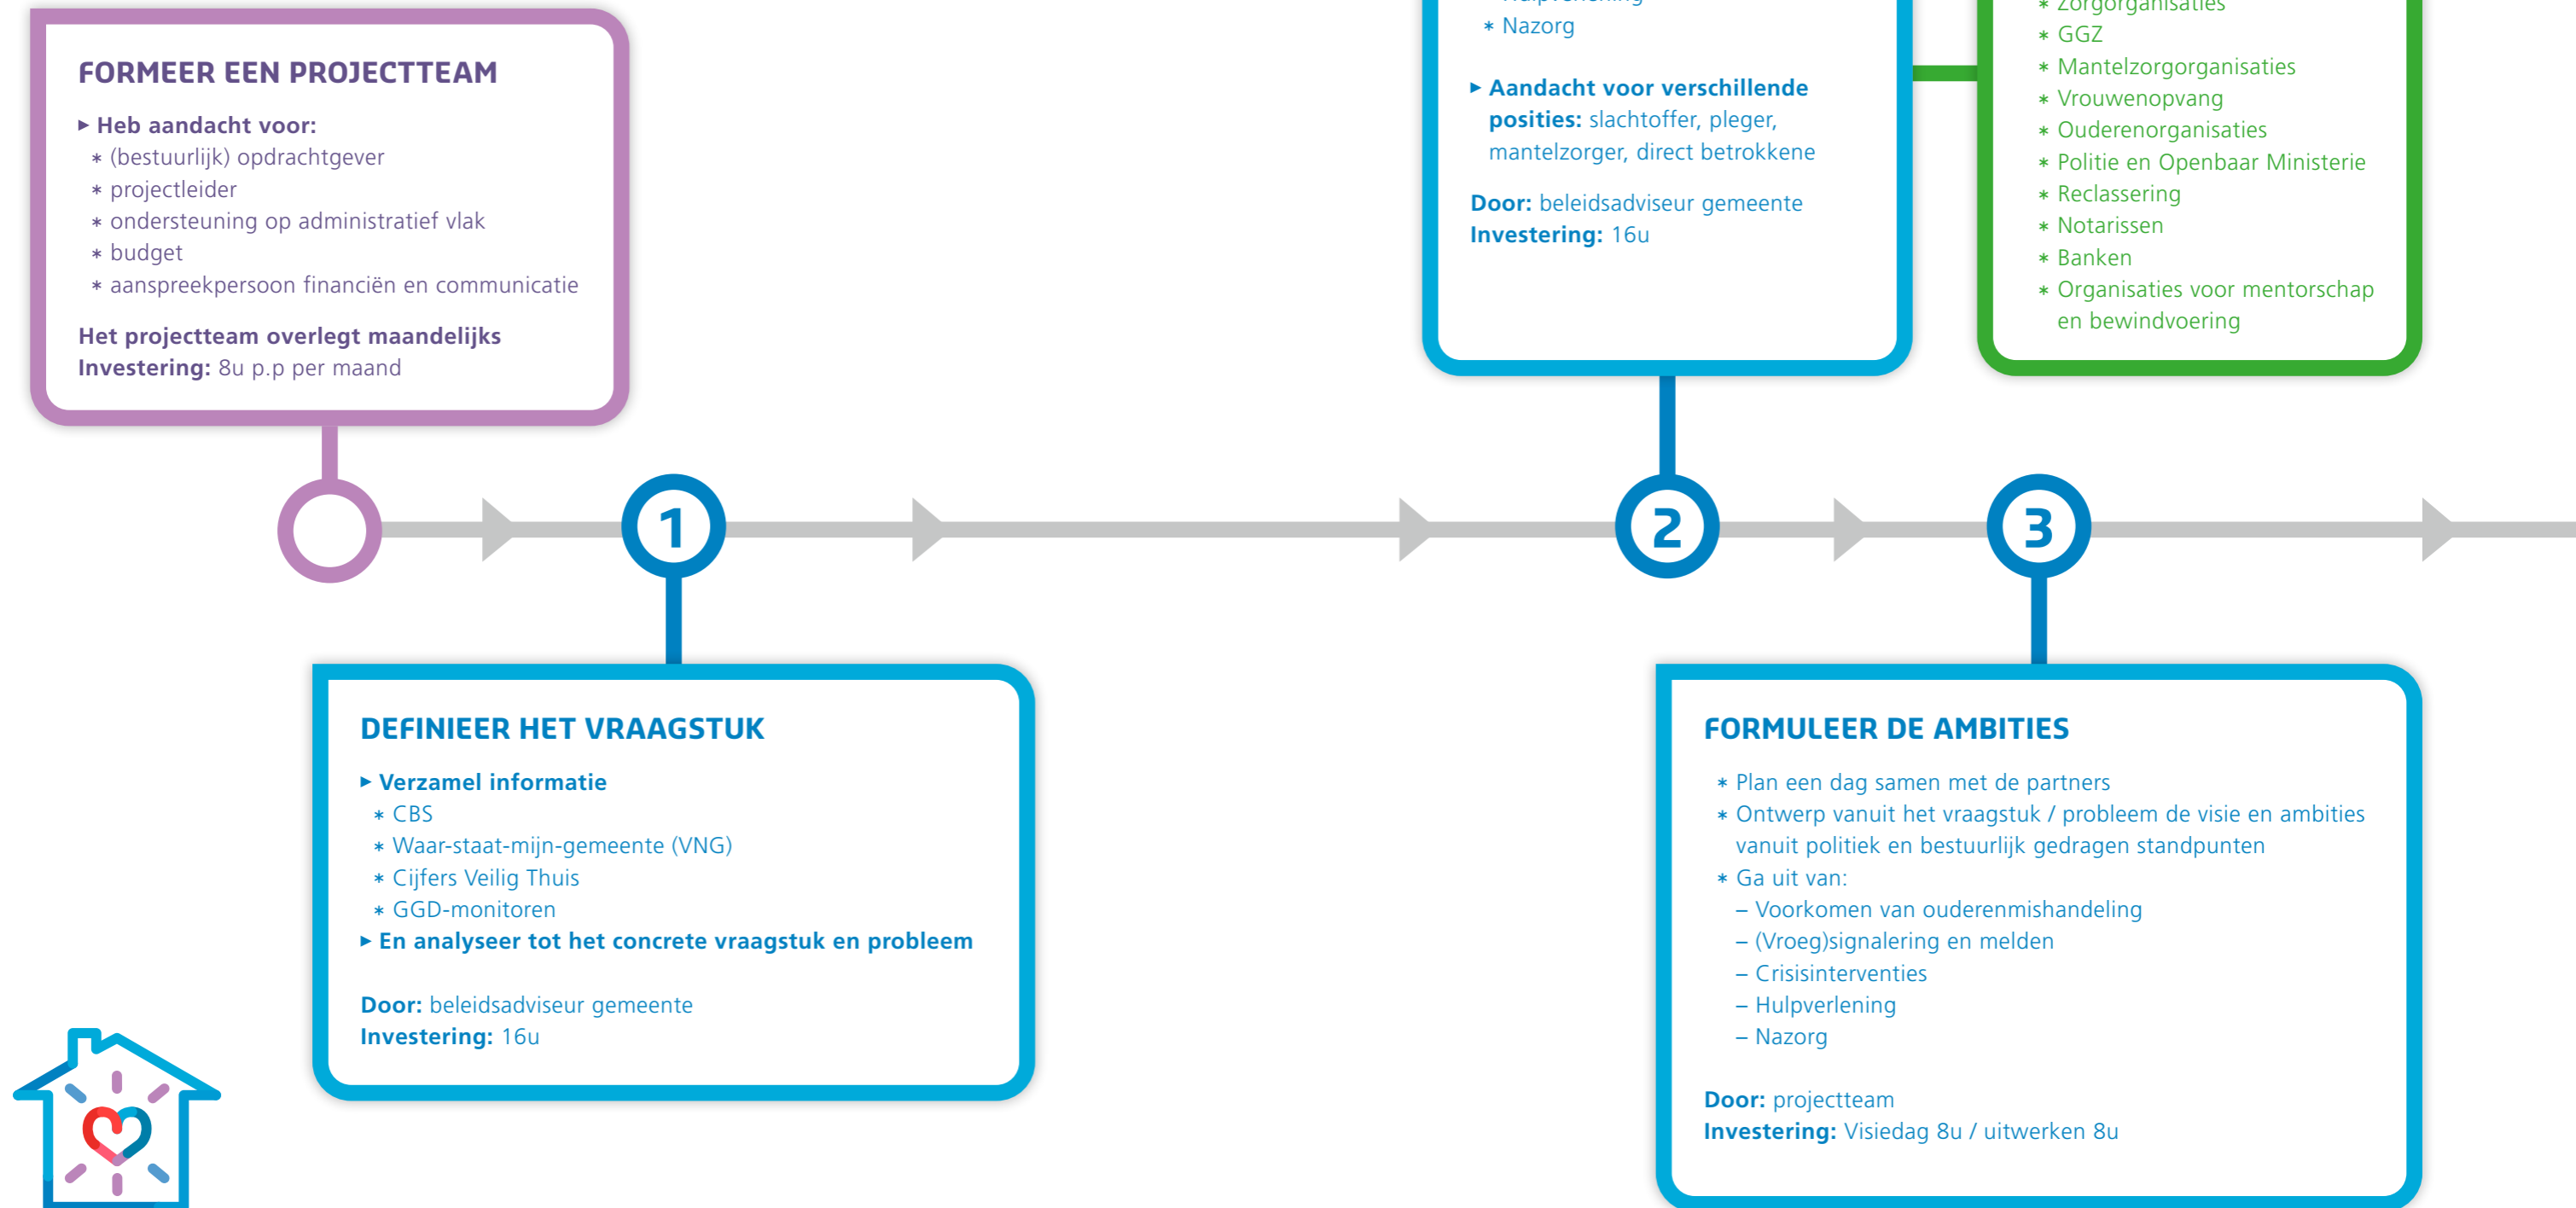 FORMEER EEN PROJECTTEAM
▸ Heb aandacht voor:
* (bestuurlijk) opdrachtgever
* projectleider
* ondersteuning op administratief vlak
* budget
* aanspreekpersoon financiën en communicatie
Het projectteam overlegt maandelijks
Investering: 8u p.p per maand
1
DEFINIEER HET VRAAGSTUK
▸ Verzamel informatie
* CBS
* Waar-staat-mijn-gemeente (VNG)
* Cijfers Veilig Thuis
* GGD-monitoren
▸ En analyseer tot het concrete vraagstuk en probleem
Door: beleidsadviseur gemeente
Investering: 16u
* Hulpverlening
* Nazorg
▸ Aandacht voor verschillende
posities: slachtoffer, pleger,
mantelzorger, direct betrokkene
Door: beleidsadviseur gemeente
Investering: 16u
* Zorgorganisaties
* GGZ
* Mantelzorgorganisaties
* Vrouwenopvang
* Ouderenorganisaties
* Politie en Openbaar Ministerie
* Reclassering
* Notarissen
* Banken
* Organisaties voor mentorschap
en bewindvoering
2
3
FORMULEER DE AMBITIES
* Plan een dag samen met de partners
* Ontwerp vanuit het vraagstuk / probleem de visie en ambities
vanuit politiek en bestuurlijk gedragen standpunten
* Ga uit van:
– Voorkomen van ouderenmishandeling
– (Vroeg)signalering en melden
– Crisisinterventies
– Hulpverlening
– Nazorg
Door: projectteam
Investering: Visiedag 8u / uitwerken 8u